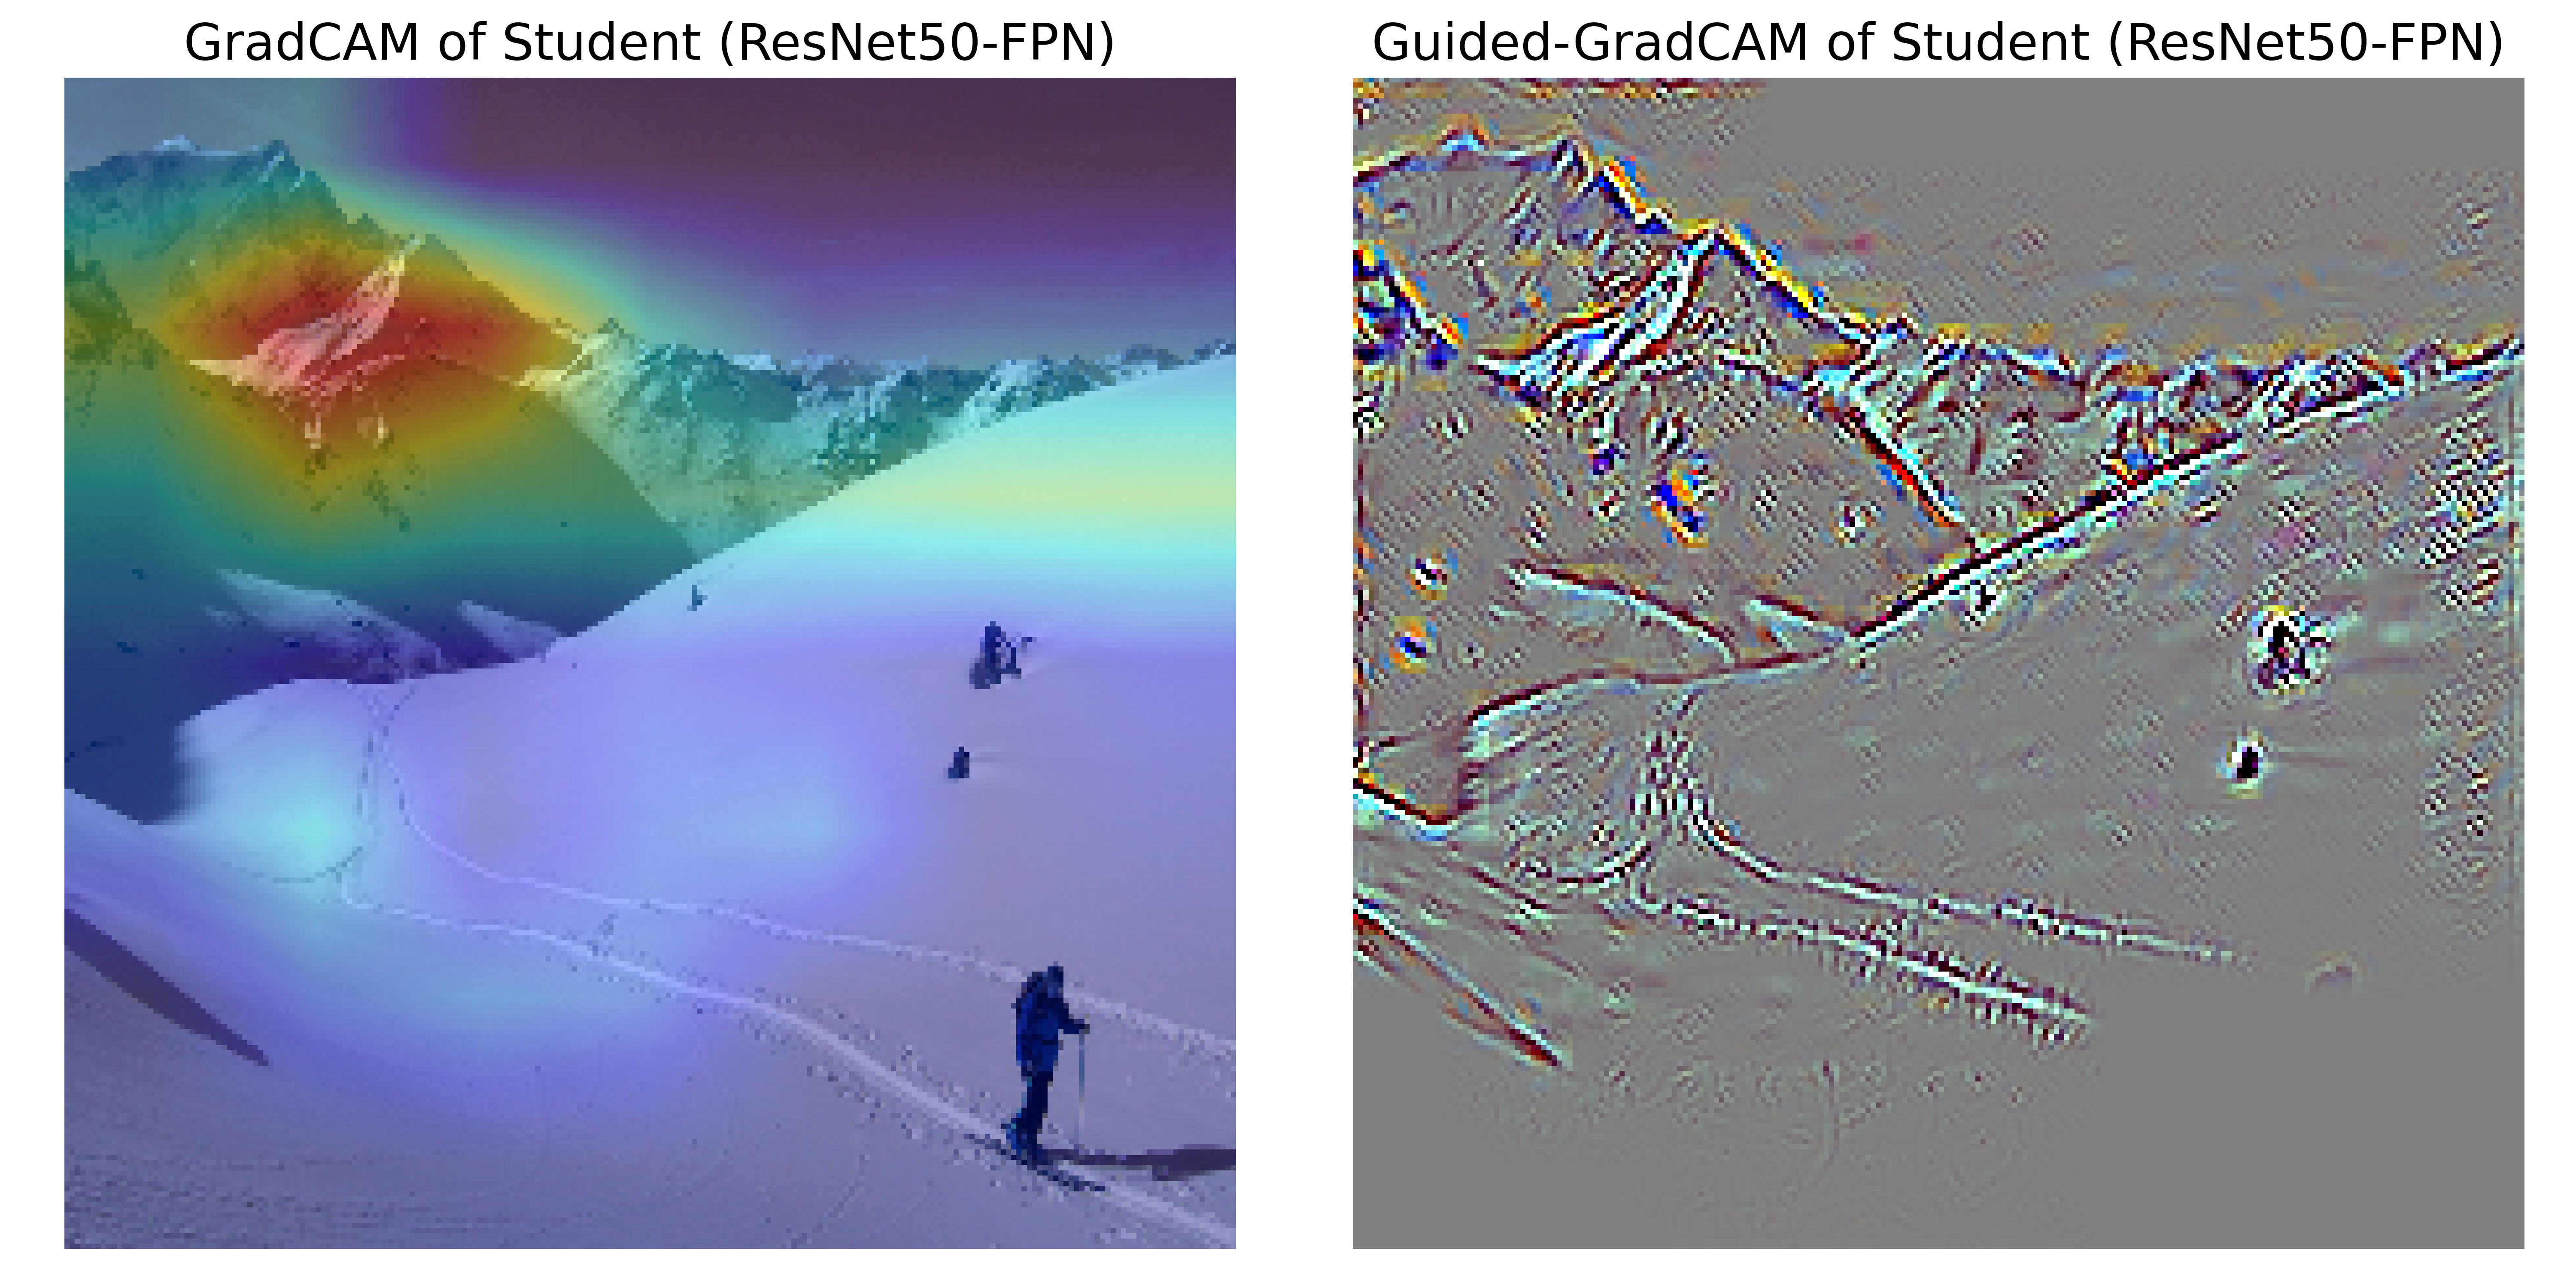 GradCAM of Student (ResNet50-FPN)
Guided-GradCAM of Student (ResNet50-FPN)